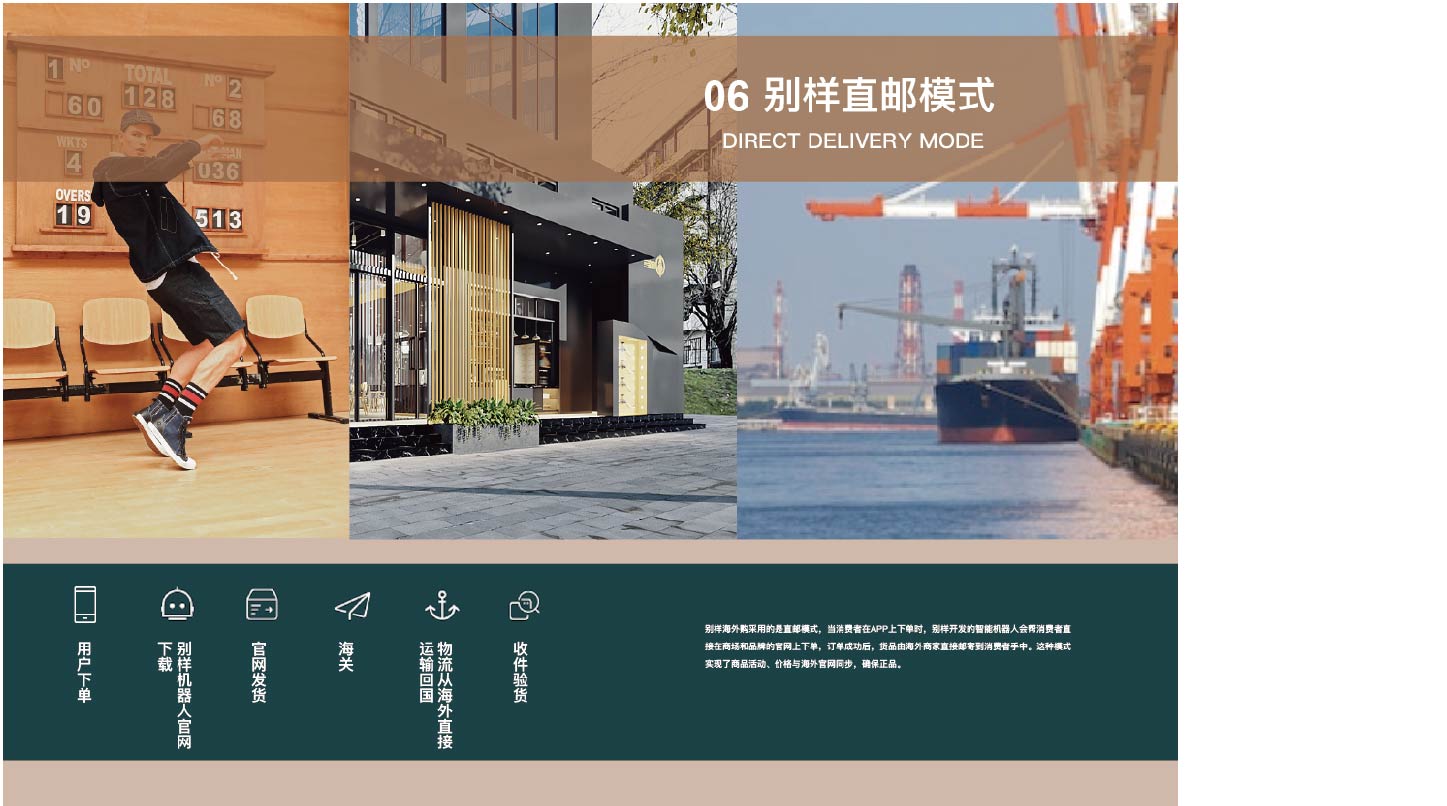 06 别样直邮模式
DIRECT DELIVERY MODE
1 Nº
TOTAL
Nº 2
60
128
68
WKTS
4
036
OVERS
19
513
用户下单
别样机器人官网
下载
官网发货
海关
物流从海外直接
运输回国
收件验货
别样海外购采用的是直邮模式，当消费者在APP上下单时，别样开发的智能机器人会帮消费者直
接在商场和品牌的官网上下单，订单成功后，货品由海外商家直接邮寄到消费者手中。这种模式
实现了商品活动、价格与海外官网同步，确保正品。